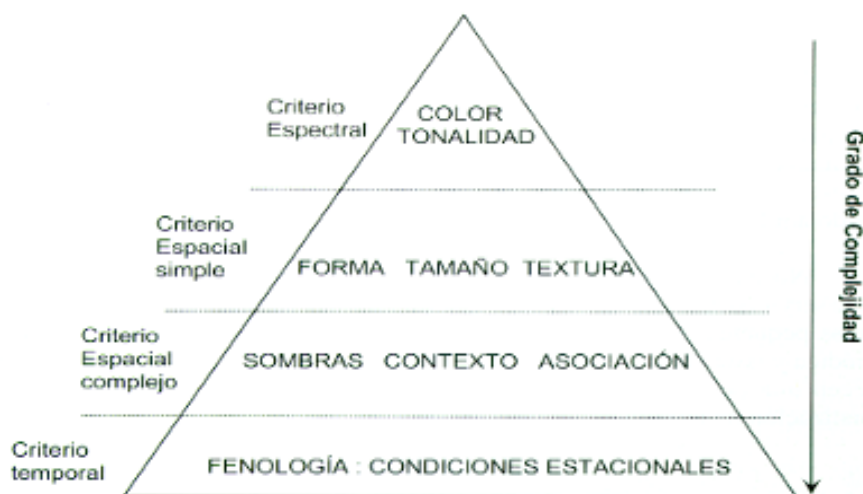 Criterio
Espectral
COLOR
TONALIDAD
Criterio
Espacial
simple
FORMA TAMAÑO TEXTURA
Criterio
Espacial
complejo
SOMBRAS CONTEXTO ASOCIACIÓN
Criterio
temporal
FENOLOGÍA : CONDICIONES ESTACIONALES
Grado de Complejidad